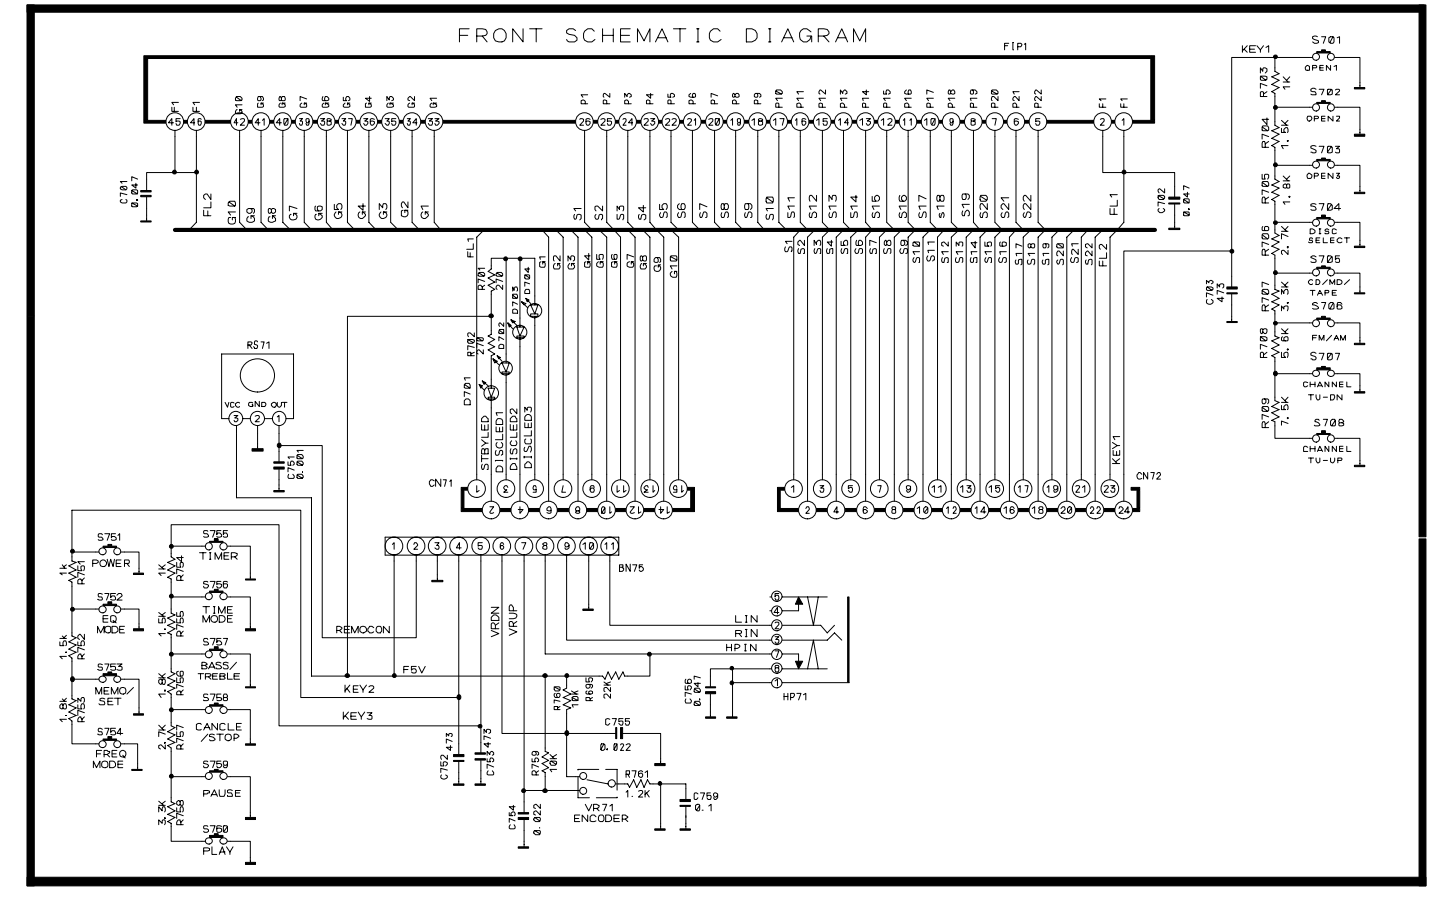 FRONT SCHEMATIC DIAGRAM
FIP1
F1 F1 G10 G9 G8 G7 G6 G5 G4 G3 G2 G1 P1 P2 P3 P4 P5 P6 P7 P8 P9 P10 P11 P12 P13 P14 P15 P16 P17 P18 P19 P20 P21 P22 F1 F1
45 46 42 41 40 39 38 37 36 35 34 33 26 25 24 23 22 21 20 19 18 17 16 15 14 13 12 11 10 9 8 7 6 5 2 1
C701
0.047
FL2 G10 G9 G8 G7 G6 G5 G4 G3 G2 G1 S1 S2 S3 S4 S5 S6 S7 S8 S9 S10 S11 S12 S13 S14 S15 S16 S17 s18 S19 S20 S21 S22 FL1
C702
0.047
FL1 G1 G2 G3 G4 G5 G6 G7 G8 G9 G10
S1 S2 S3 S4 S5 S6 S7 S8 S9 S10 S11 S12 S13 S14 S15 S16 S17 S18 S19 S20 S21 S22 FL2
KEY1
R701
270
R702
270
D704
D703
D702
D701
STBYLED
DISCLED1
DISCLED2
DISCLED3
KEY1
C703
473
S701
OPEN1
R703
1K
S702
OPEN2
R704
1.5K
S703
OPEN3
R705
1.8K
S704
DISC
SELECT
R706
2.7K
S705
CD/MD/
TAPE
R707
3.3K
S706
FM/AM
R708
5.6K
S707
CHANNEL
TU-DN
R709
7.5K
S708
CHANNEL
TU-UP
RS71
VCC GND OUT
3 2 1
C751
0.001
CN71
1 3 5 7 9 11 13 15
2 4 6 8 10 12 14
CN72
1 3 4 5 7 9 11 13 15 17 19 21 23
2 4 6 8 10 12 14 16 18 20 22 24
1 2 3 4 5 6 7 8 9 10 11
BN75
S751
POWER
1k
R751
S752
EQ
MODE
1.5k
R752
S753
MEMO/
SET
1.8k
R753
S754
FREQ
MODE
S755
TIMER
1K
R754
S756
TIME
MODE
1.5K
R755
S757
BASS/
TREBLE
1.8K
R756
S758
CANCLE
/STOP
2.7K
R757
S759
PAUSE
3.3K
R758
S760
PLAY
REMOCON
F5V
KEY2
KEY3
VRDN
VRUP
C752 473
C753 473
C754
0.022
R759
10K
R760
10K
R695
22K
C755
0.022
VR71
ENCODER
R761
1.2K
C759
0.1
C756
0.047
LIN
RIN
HPIN
5
4
2
3
7
6
1
HP71